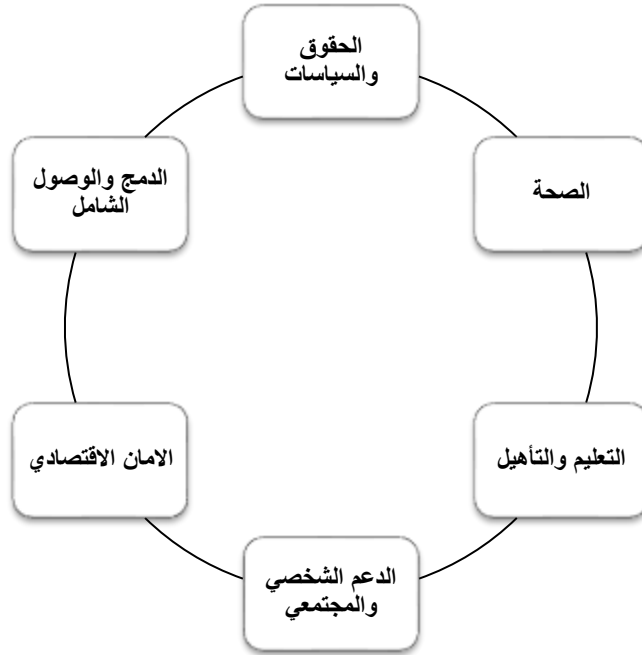 الحقوق
والسياسات
الصحة
التعليم والتأهيل
الدعم الشخصي
والمجتمعي
الامان الاقتصادي
الدمج والوصول
الشامل